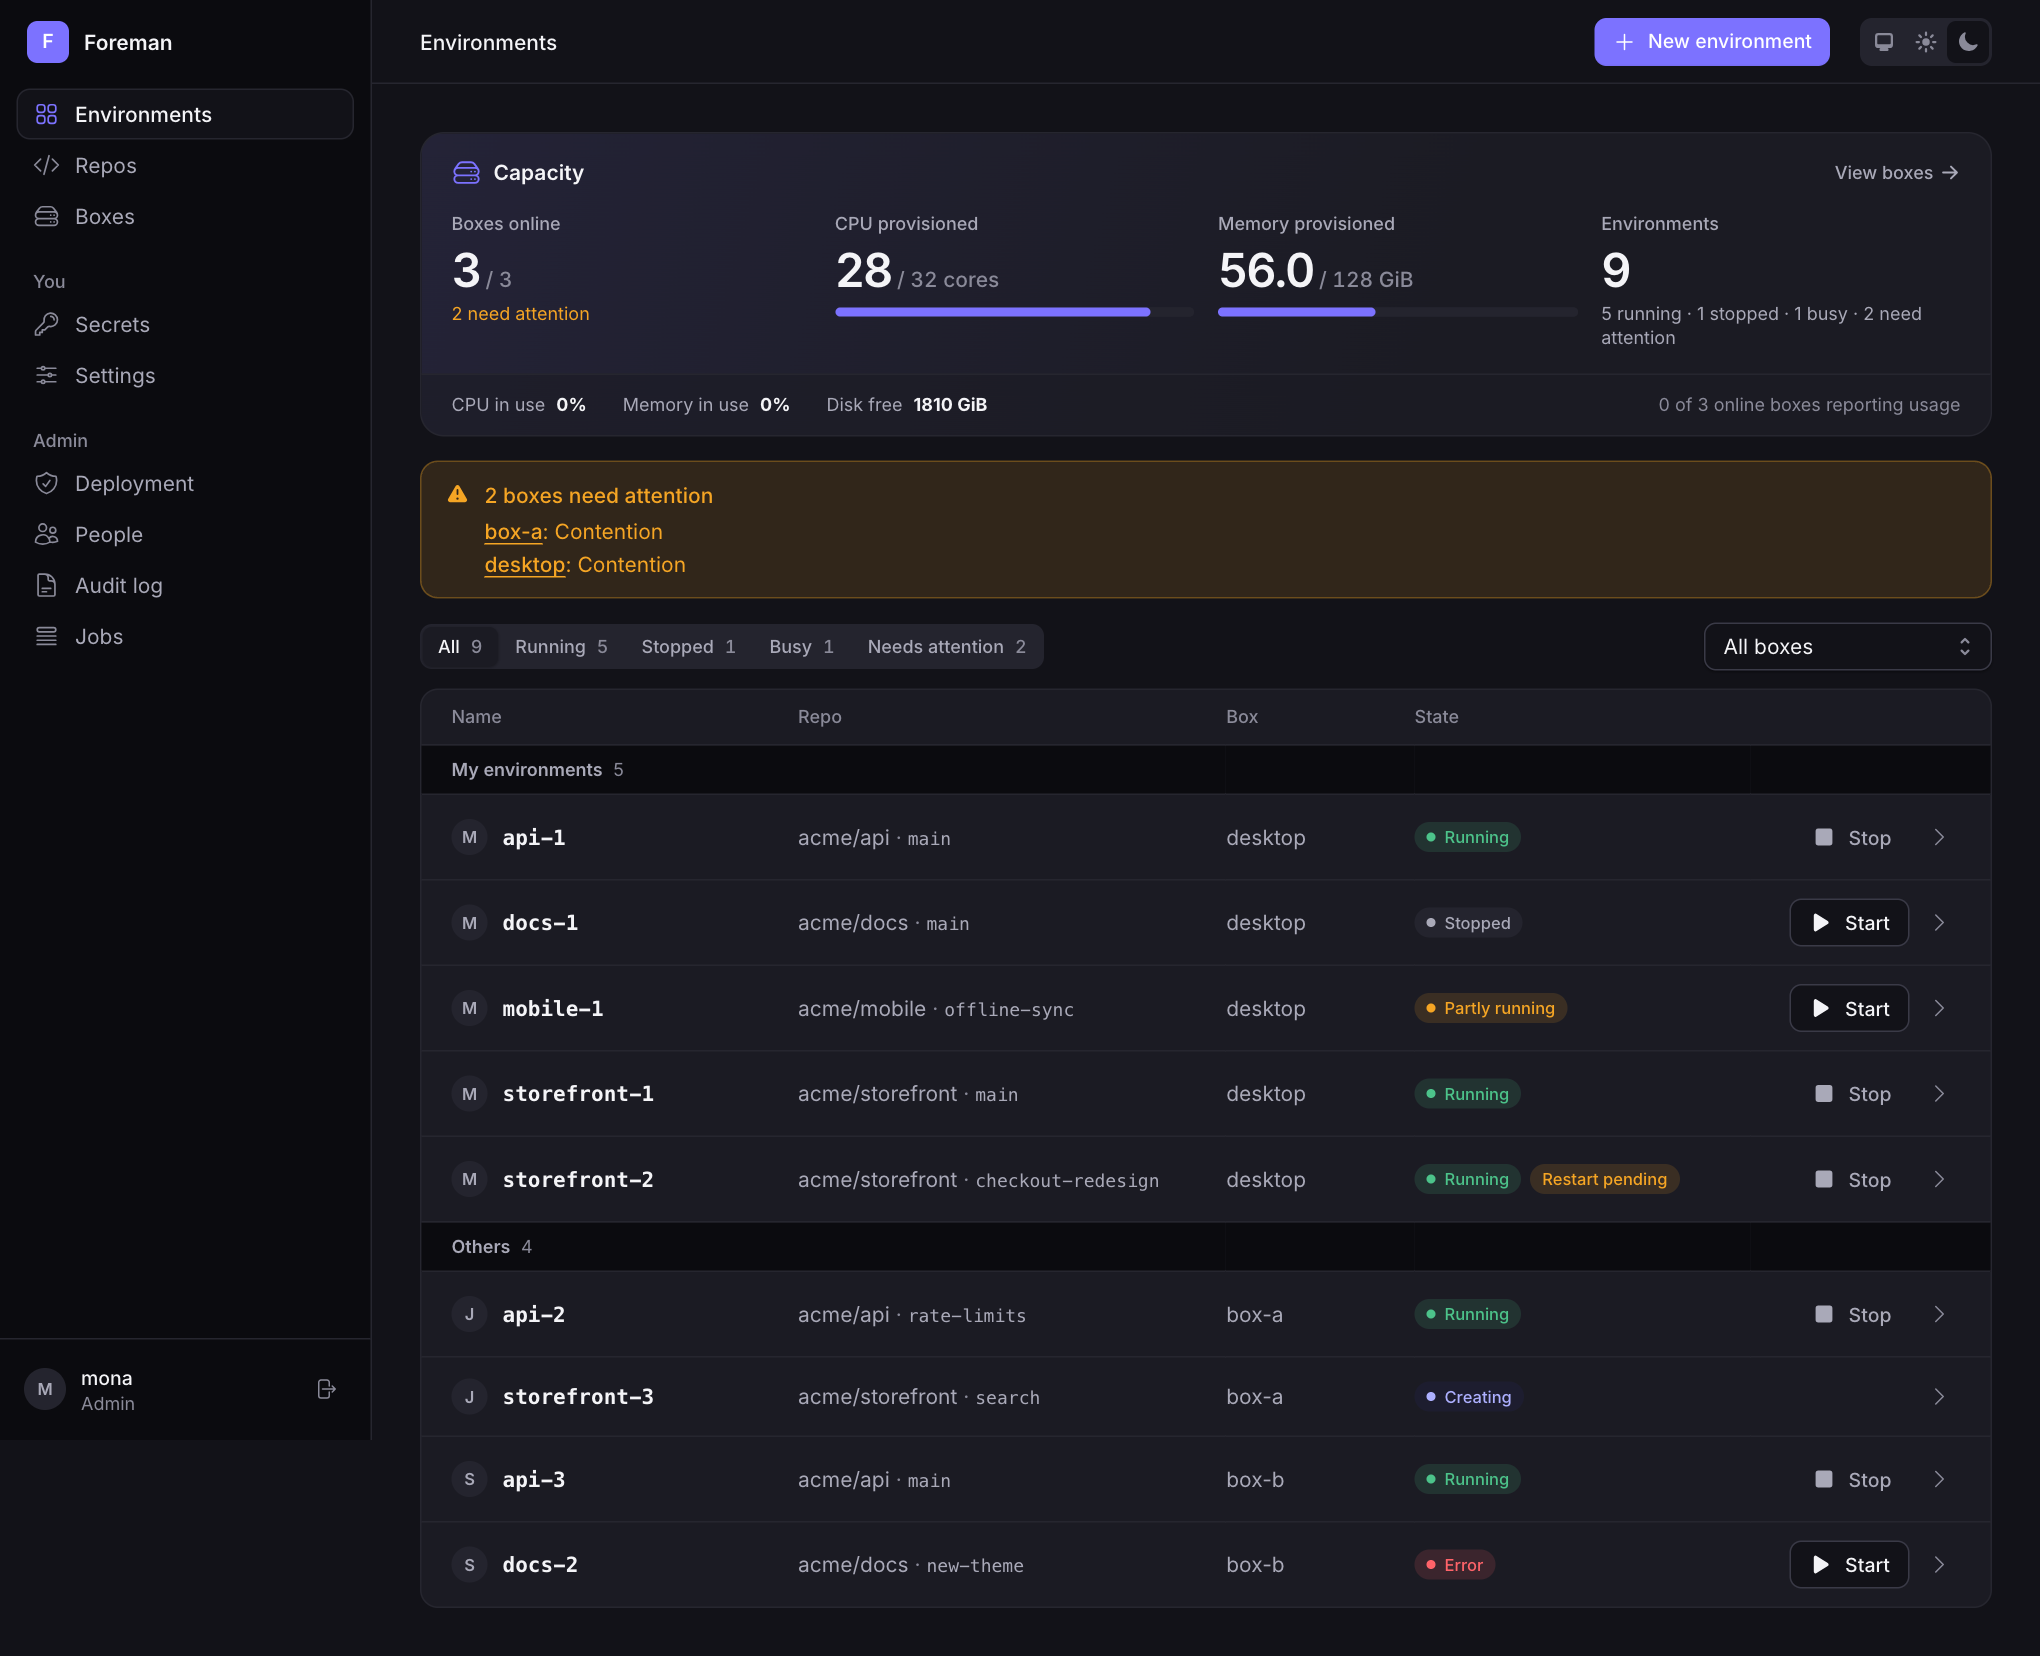 F Foreman
Environments
Repos
Boxes
You
Secrets
Settings
Admin
Deployment
People
Audit log
Jobs
M mona
Admin
Environments
New environment
Capacity
View boxes
Boxes online
3 / 3
2 need attention
CPU provisioned
28 / 32 cores
Memory provisioned
56.0 / 128 GiB
Environments
9
5 running · 1 stopped · 1 busy · 2 need
attention
CPU in use 0% Memory in use 0% Disk free 1810 GiB
0 of 3 online boxes reporting usage
2 boxes need attention
box-a: Contention
desktop: Contention
All 9 Running 5 Stopped 1 Busy 1 Needs attention 2
All boxes
Name Repo Box State
My environments 5
M api-1 acme/api · main desktop Running Stop
M docs-1 acme/docs · main desktop Stopped Start
M mobile-1 acme/mobile · offline-sync desktop Partly running Start
M storefront-1 acme/storefront · main desktop Running Stop
M storefront-2 acme/storefront · checkout-redesign desktop Running Restart pending Stop
Others 4
J api-2 acme/api · rate-limits box-a Running Stop
J storefront-3 acme/storefront · search box-a Creating
S api-3 acme/api · main box-b Running Stop
S docs-2 acme/docs · new-theme box-b Error Start